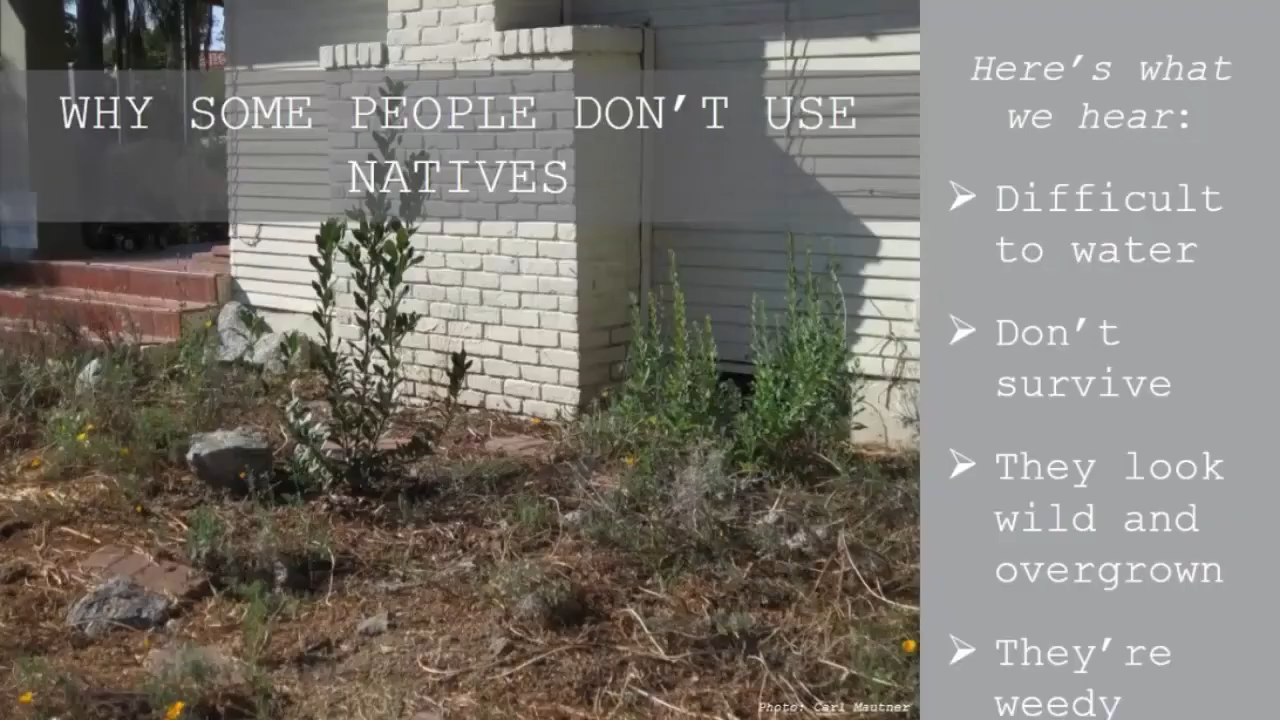 WHY SOME PEOPLE DON'T USE
NATIVES
Here's what
we hear:
➢ Difficult
to water
➢ Don't
survive
➢ They look
wild and
overgrown
➢ They're
weedy
Photo: Carl Mautner